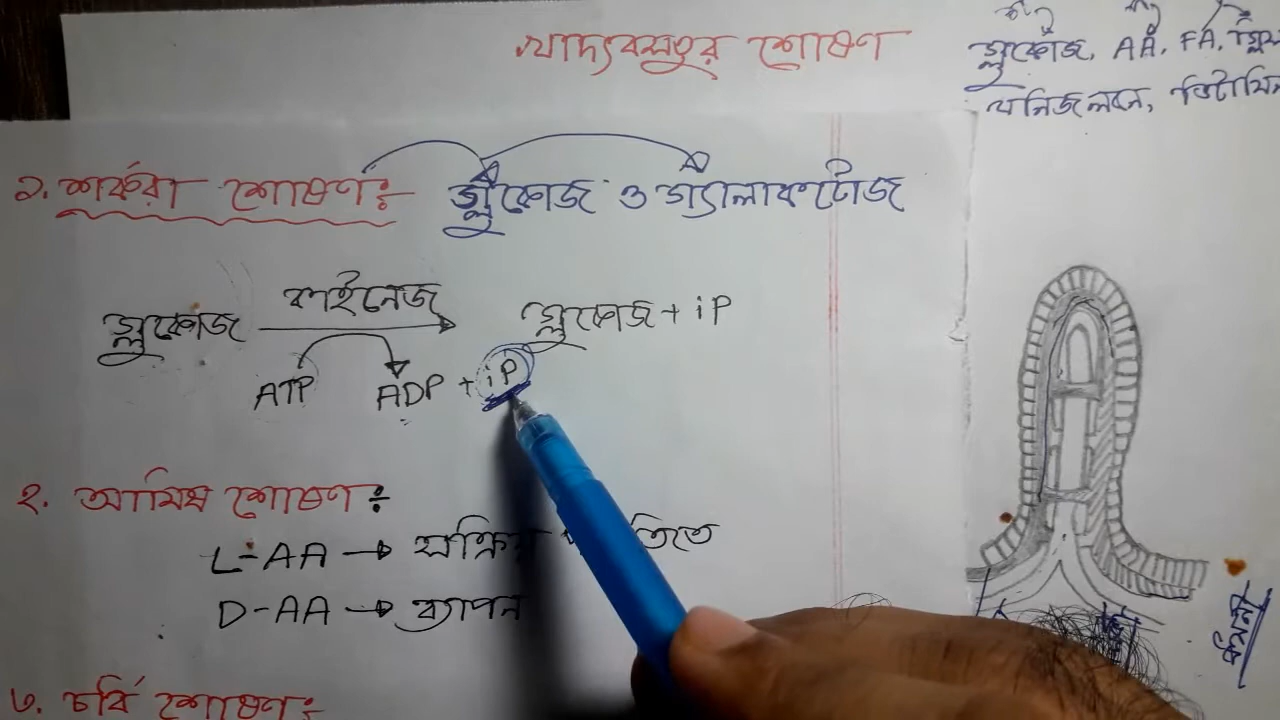 খাদ্যবস্তুর শোষণ
গ্লুকোজ, AA, FA,
খনিজ লবন,
১. শর্করা শোষণঃ গ্লুকোজ ও গ্যালাকটোজ
কাইনেজ
গ্লুকোজ গ্লুকোজ + iP
ATP ADP + iP
২. আমিষ শোষণঃ
L-AA → সক্রিয়
D-AA → ব্যাপন
৩. চর্বি শোষণঃ